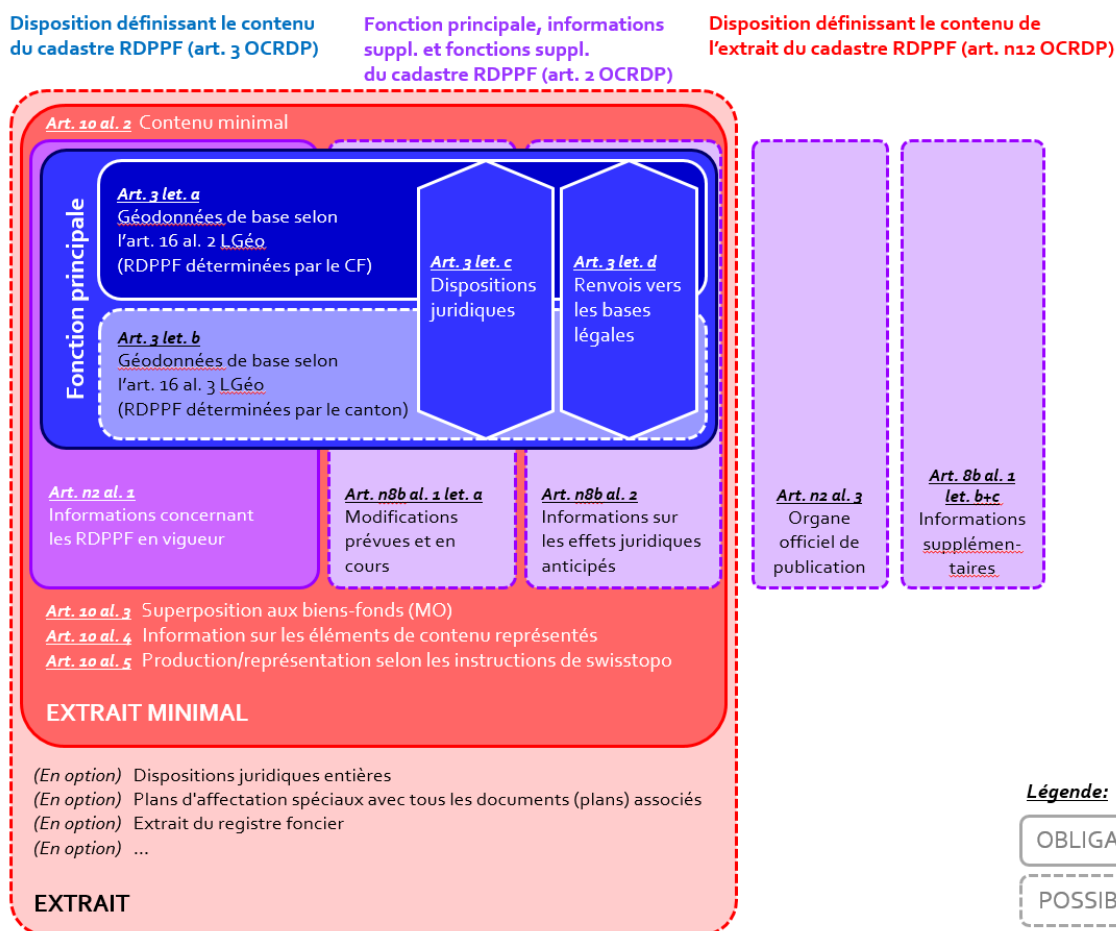 Disposition définissant le contenu
du cadastre RDPPF (art. 3 OCRDP)
Fonction principale, informations
suppl. et fonctions suppl.
du cadastre RDPPF (art. 2 OCRDP)
Disposition définissant le contenu de
l'extrait du cadastre RDPPF (art. n12 OCRDP)
Art. 10 al. 2 Contenu minimal
Fonction principale
Art. 3 let. a
Géodonnées de base selon
l'art. 16 al. 2 LGéo
(RDPPF déterminées par le CF)
Art. 3 let. b
Géodonnées de base selon
l'art. 16 al. 3 LGéo
(RDPPF déterminées par le canton)
Art. 3 let. c
Dispositions
juridiques
Art. 3 let. d
Renvois vers
les bases
légales
Art. n2 al. 1
Informations concernant
les RDPPF en vigueur
Art. n8b al. 1 let. a
Modifications
prévues et en
cours
Art. n8b al. 2
Informations sur
les effets juridiques
anticipés
Art. n2 al. 3
Organe
officiel de
publication
Art. 8b al. 1
let. b+c
Informations
supplémen-
taires
Art. 10 al. 3 Superposition aux biens-fonds (MO)
Art. 10 al. 4 Information sur les éléments de contenu représentés
Art. 10 al. 5 Production/représentation selon les instructions de swisstopo
EXTRAIT MINIMAL
(En option) Dispositions juridiques entières
(En option) Plans d'affectation spéciaux avec tous les documents (plans) associés
(En option) Extrait du registre foncier
(En option) ...
EXTRAIT
Légende:
OBLIGA
POSSIB